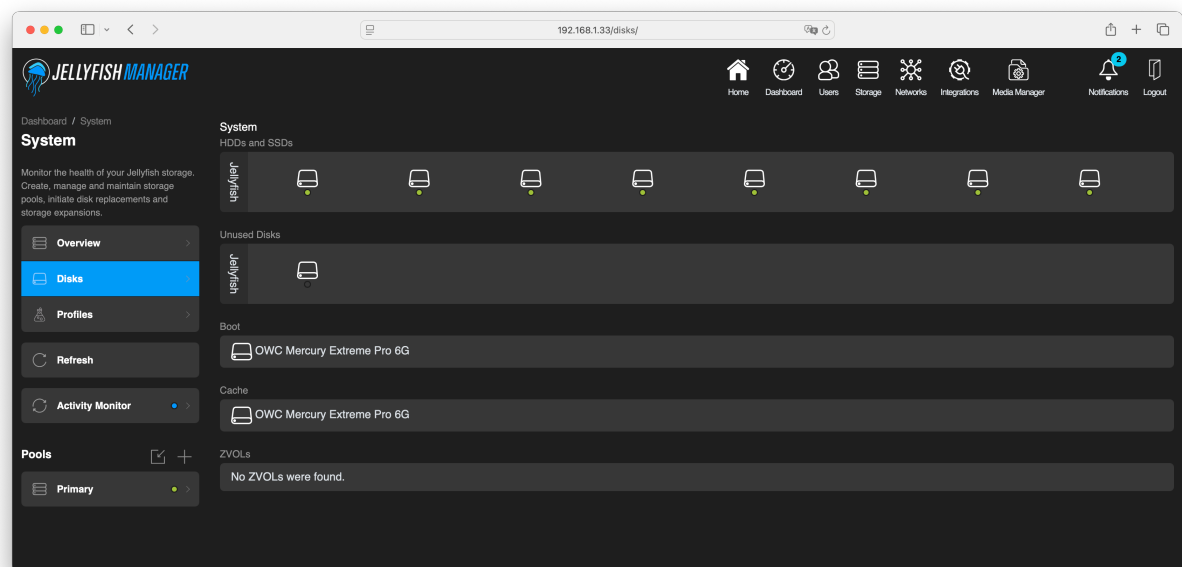 192.168.1.33/disks/
JELLYFISH MANAGER
Home
Dashboard
Users
Storage
Networks
Integrations
Media Manager
2
Notifications
Logout
Dashboard / System
System
Monitor the health of your Jellyfish storage.
Create, manage and maintain storage
pools, initiate disk replacements and
storage expansions.
Overview
Disks
Profiles
Refresh
Activity Monitor
Pools
Primary
System
HDDs and SSDs
Jellyfish
Unused Disks
Jellyfish
Boot
OWC Mercury Extreme Pro 6G
Cache
OWC Mercury Extreme Pro 6G
ZVOLs
No ZVOLs were found.